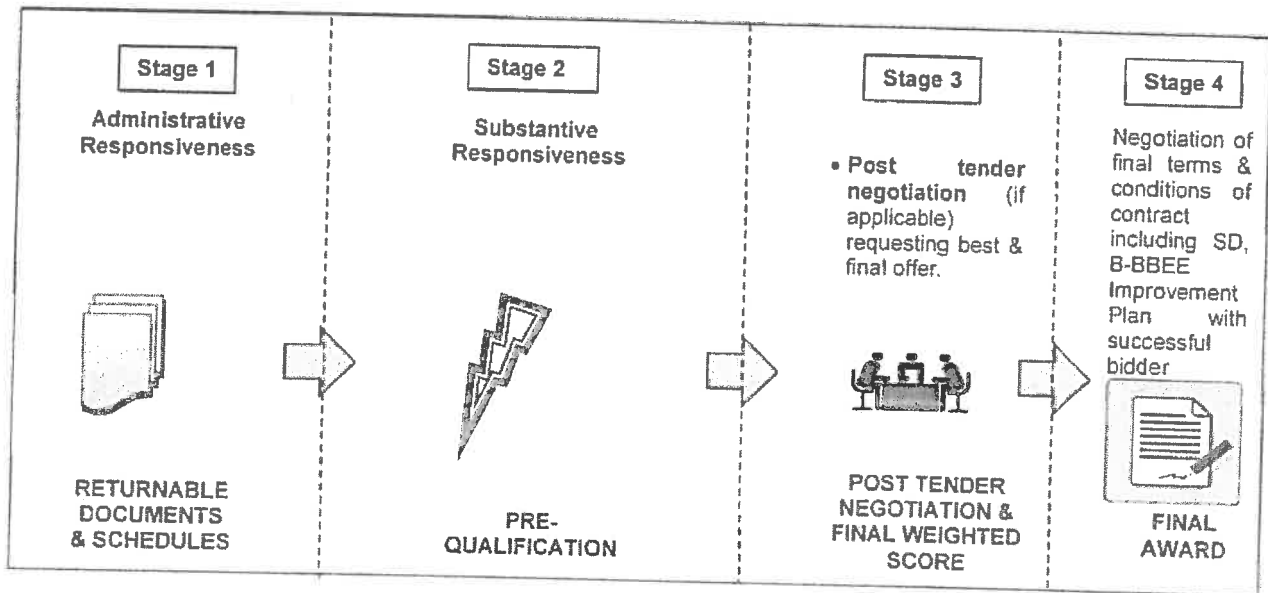 Stage 1
Administrative
Responsiveness
RETURNABLE
DOCUMENTS
& SCHEDULES
Stage 2
Substantive
Responsiveness
PRE-
QUALIFICATION
Stage 3
• Post tender
negotiation (if
applicable)
requesting best &
final offer.
POST TENDER
NEGOTIATION &
FINAL WEIGHTED
SCORE
Stage 4
Negotiation of
final terms &
conditions of
contract
including SD,
B-BBEE
Improvement
Plan with
successful
bidder
FINAL
AWARD